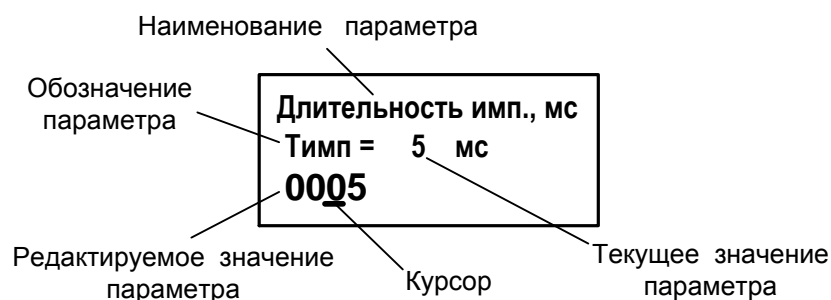 Наименование параметра
Обозначение
параметра
Длительность имп., мс
Тимп = 5 мс
0005
Редактируемое значение
параметра
Курсор
Текущее значение
параметра